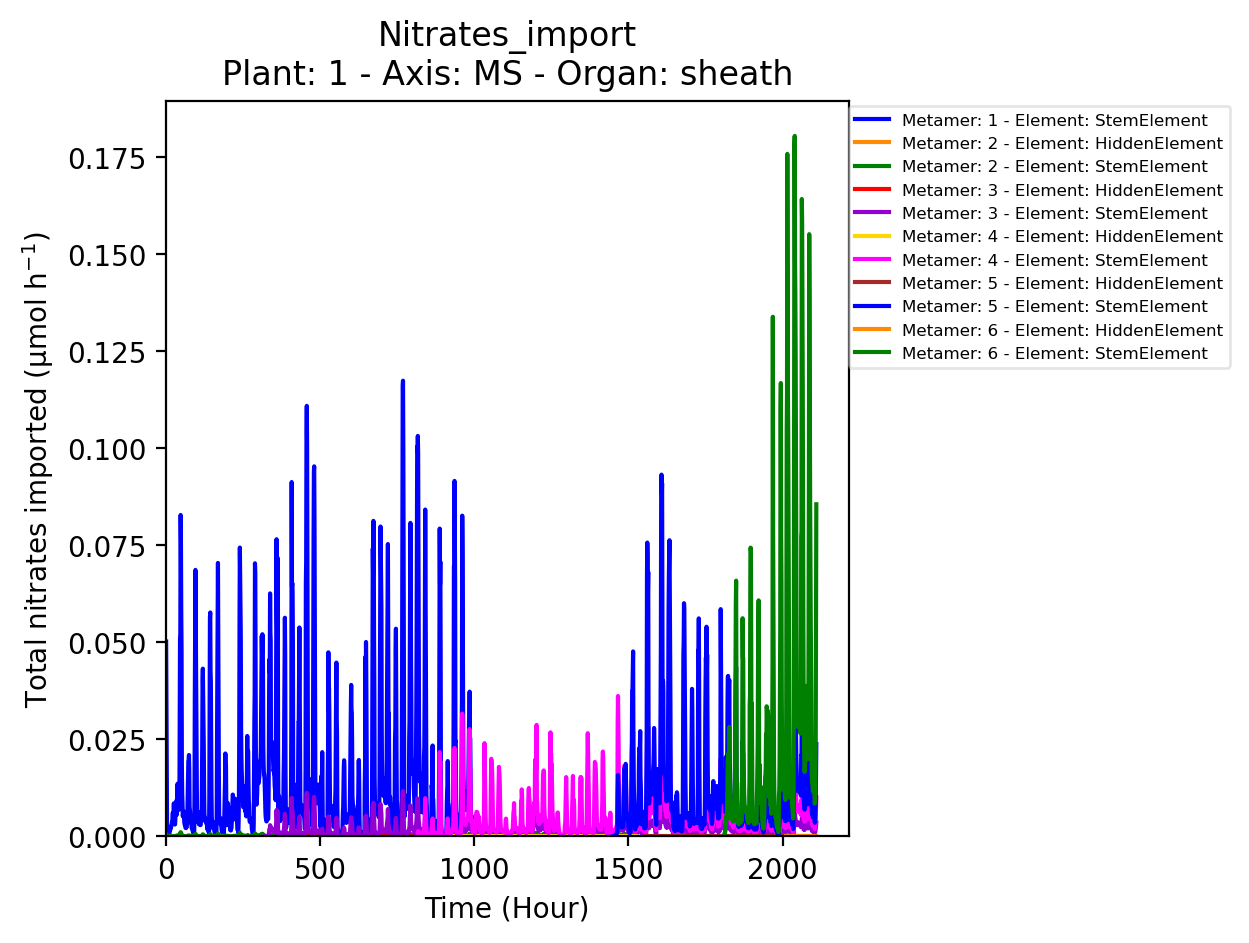 Nitrates_import
Plant: 1 - Axis: MS - Organ: sheath
Total nitrates imported (µmol h⁻¹)
0.175
0.150
0.125
0.100
0.075
0.050
0.025
0.000
0 500 1000 1500 2000
Time (Hour)
Metamer: 1 - Element: StemElement
Metamer: 2 - Element: HiddenElement
Metamer: 2 - Element: StemElement
Metamer: 3 - Element: HiddenElement
Metamer: 3 - Element: StemElement
Metamer: 4 - Element: HiddenElement
Metamer: 4 - Element: StemElement
Metamer: 5 - Element: HiddenElement
Metamer: 5 - Element: StemElement
Metamer: 6 - Element: HiddenElement
Metamer: 6 - Element: StemElement